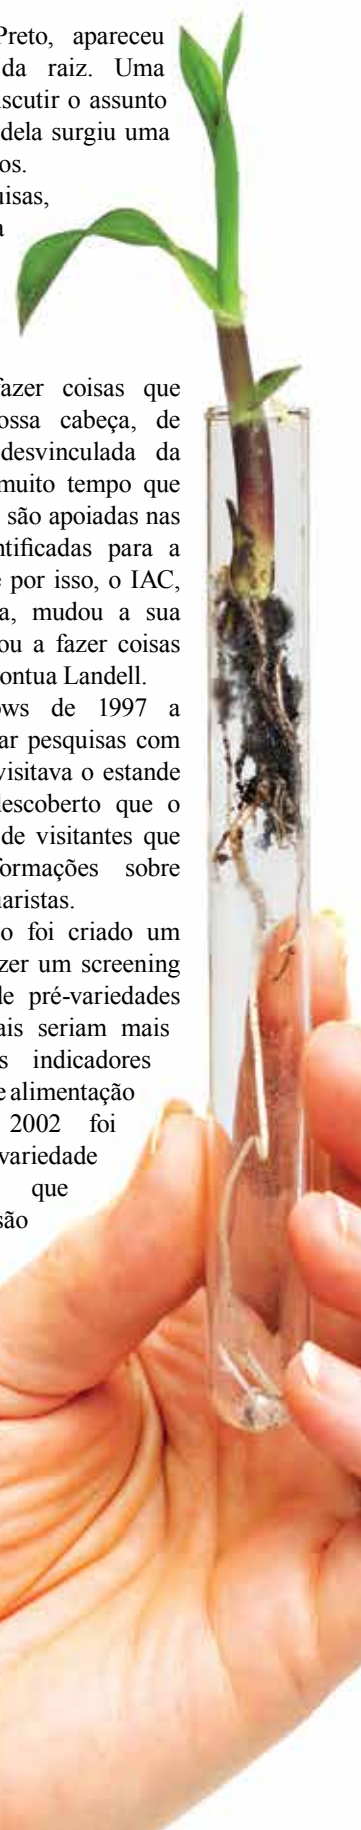 Preto, apareceu
da raiz. Uma
scutir o assunto
dela surgiu uma
os.
uisas,
a
fazer coisas que
ossa cabeça, de
desvinculada da
muito tempo que
são apoiadas nas
ntificadas para a
e por isso, o IAC,
a, mudou a sua
ou a fazer coisas
ontua Landell.
ows de 1997 a
ar pesquisas com
visitava o estande
descoberto que o
de visitantes que
formações sobre
uaristas.
o foi criado um
zer um screening
de pré-variedades
ais seriam mais
s indicadores
e alimentação
2002 foi
variedade
que
são